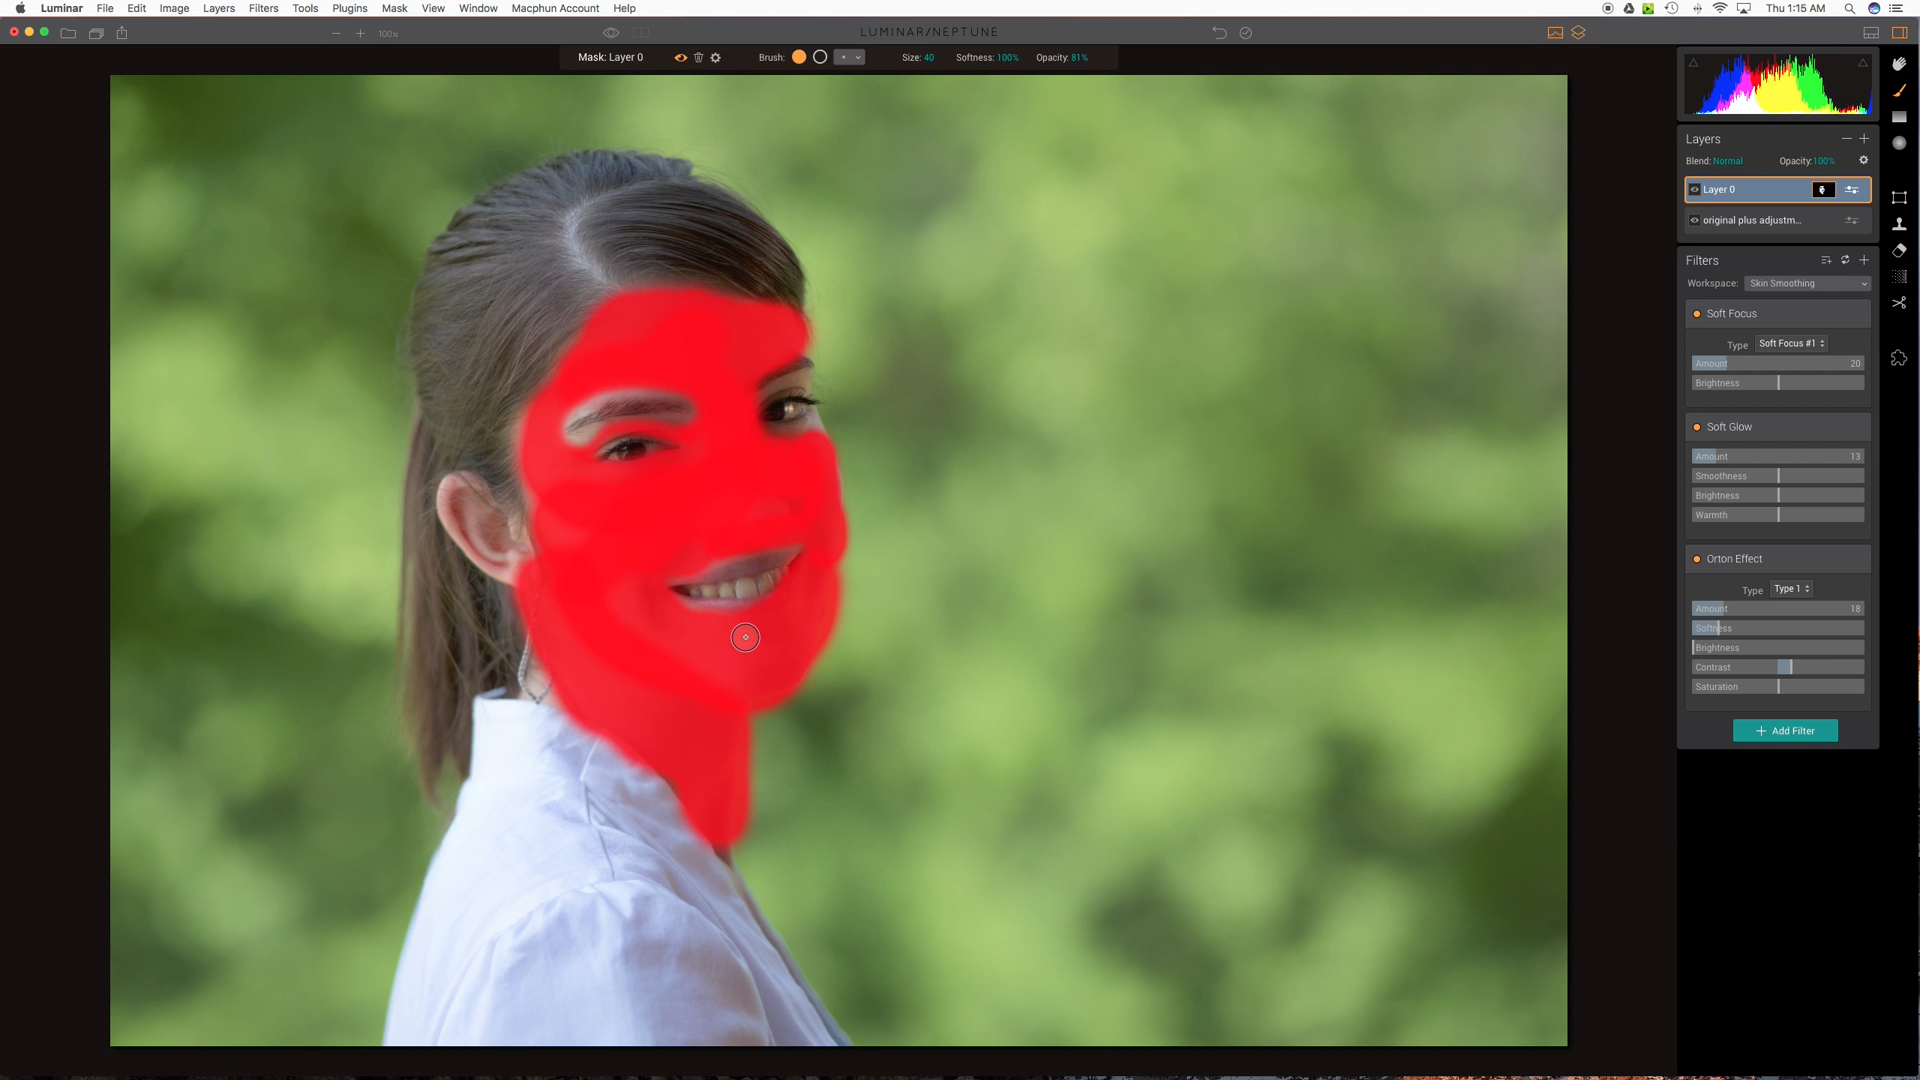 Luminar File Edit Image Layers Filters Tools Plugins Mask View Window Macphun Account Help Thu 1:15 AM
100% LUMINAR/NEPTUNE
Mask: Layer 0 Brush: Size: 40 Softness: 100% Opacity: 81%
Layers
Blend: Normal Opacity: 100%
Layer 0
original plus adjustm...
Filters
Workspace: Skin Smoothing
Soft Focus
Type Soft Focus #1
Amount 20
Brightness
Soft Glow
Amount 13
Smoothness
Brightness
Warmth
Orton Effect
Type Type 1
Amount 18
Softness
Brightness
Contrast
Saturation
+ Add Filter